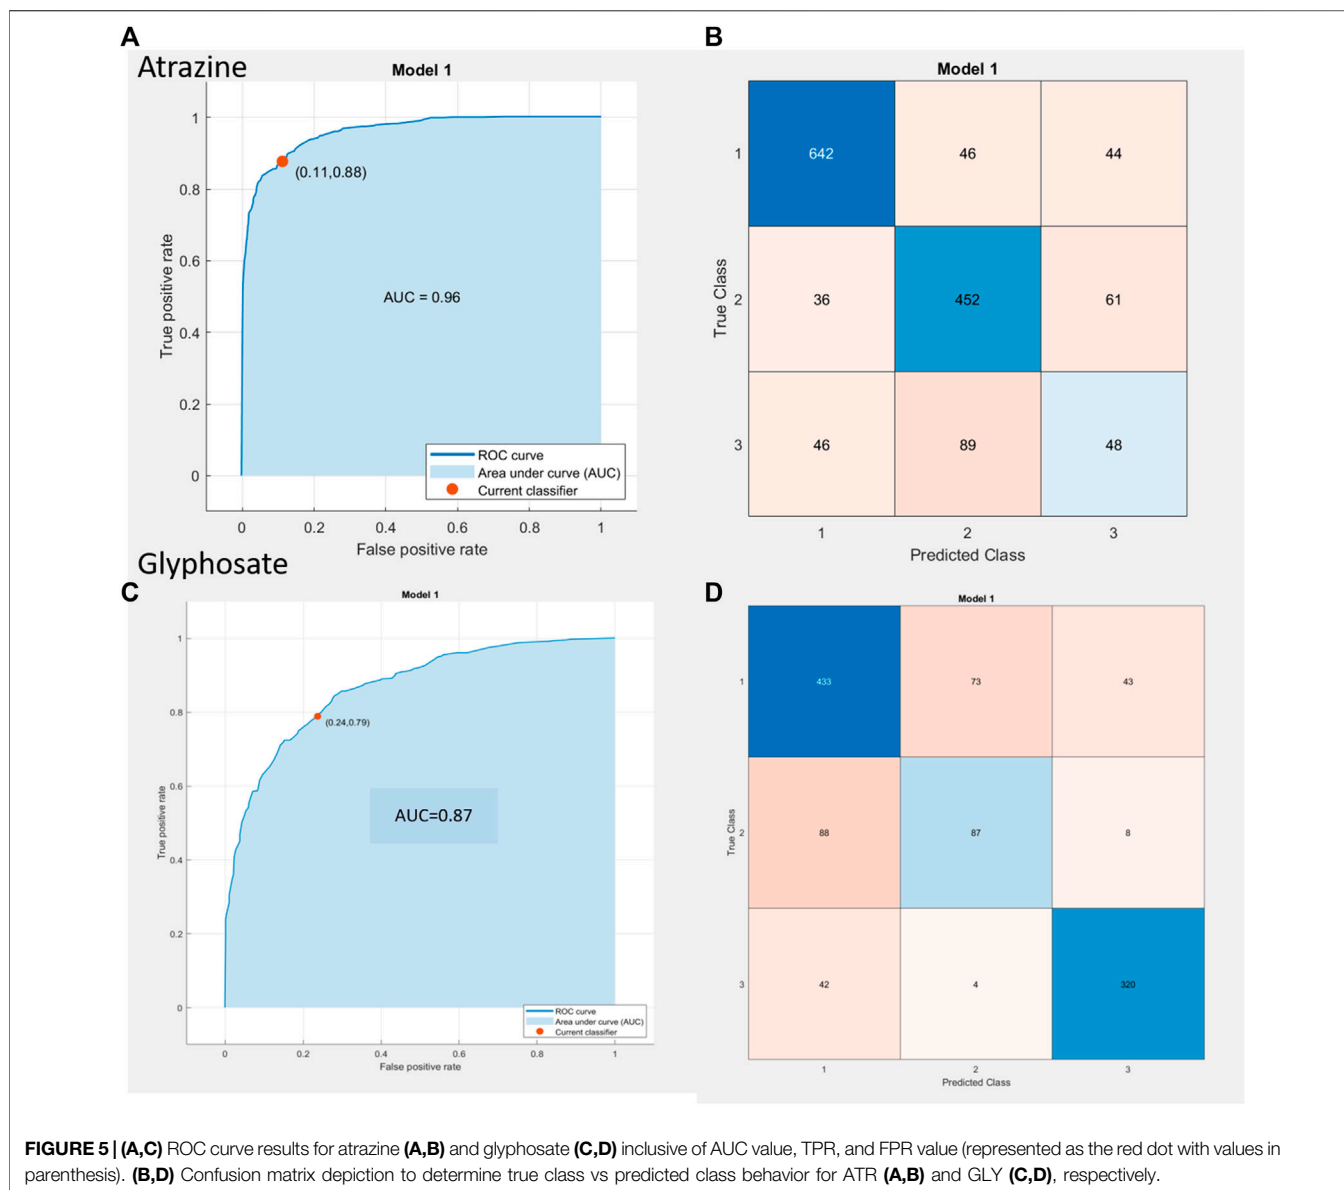 A
Atrazine
Model 1
1
0.8
0.6
0.4
0.2
0
True positive rate
(0.11,0.88)
AUC = 0.96
ROC curve
Area under curve (AUC)
Current classifier
0 0.2 0.4 0.6 0.8 1
False positive rate
B
Model 1
True Class
1 642 46 44
2 36 452 61
3 46 89 48
1 2 3
Predicted Class
Glyphosate
C
Model 1
1
0.8
0.6
0.4
0.2
0
True positive rate
(0.24,0.79)
AUC=0.87
ROC curve
Area under curve (AUC)
Current classifier
0 0.2 0.4 0.6 0.8 1
False positive rate
D
Model 1
True Class
1 433 73 43
2 88 87 8
3 42 4 320
1 2 3
Predicted Class
FIGURE 5 | (A,C) ROC curve results for atrazine (A,B) and glyphosate (C,D) inclusive of AUC value, TPR, and FPR value (represented as the red dot with values in
parenthesis). (B,D) Confusion matrix depiction to determine true class vs predicted class behavior for ATR (A,B) and GLY (C,D), respectively.